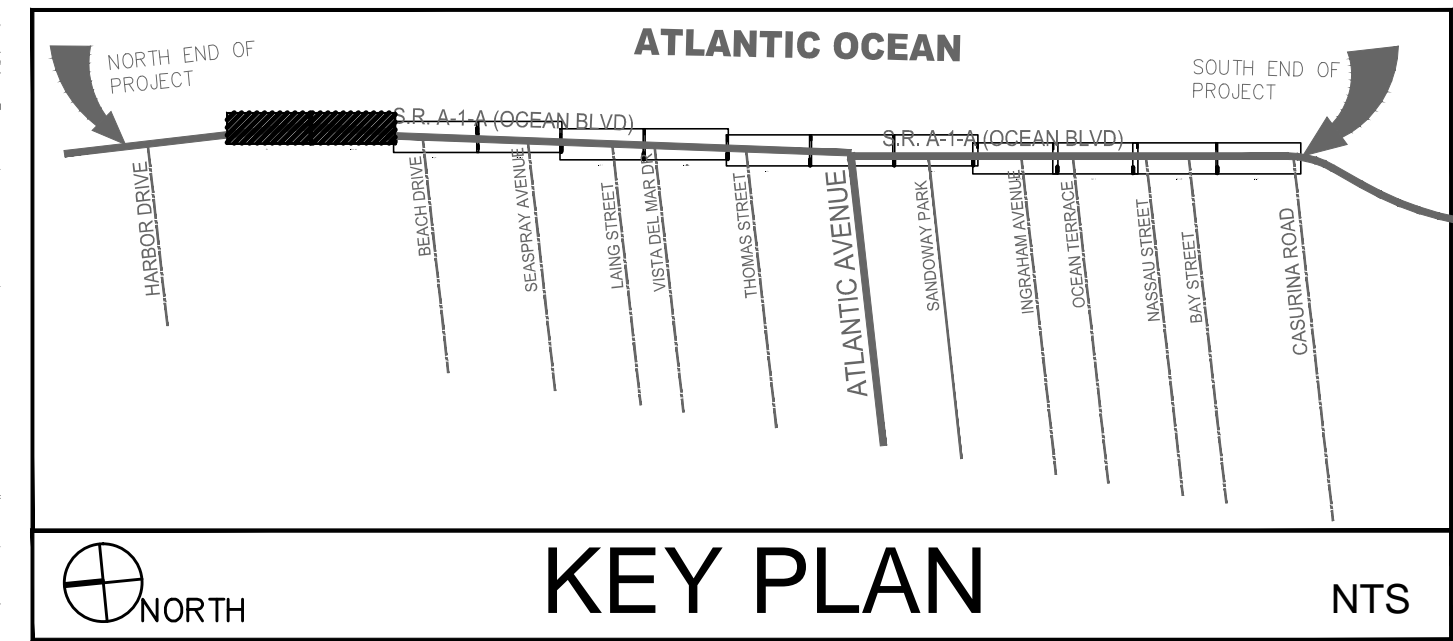 ATLANTIC OCEAN
NORTH END OF
PROJECT
SOUTH END OF
PROJECT
S.R. A-1-A (OCEAN BLVD)
S.R. A-1-A (OCEAN BLVD)
HARBOR DRIVE
BEACH DRIVE
SEASPRAY AVENUE
LAING STREET
VISTA DEL MAR DR
THOMAS STREET
ATLANTIC AVENUE
SANDOWAY PARK
INGRAHAM AVENUE
OCEAN TERRACE
NASSAU STREET
BAY STREET
CASURINA ROAD
NORTH
KEY PLAN
NTS